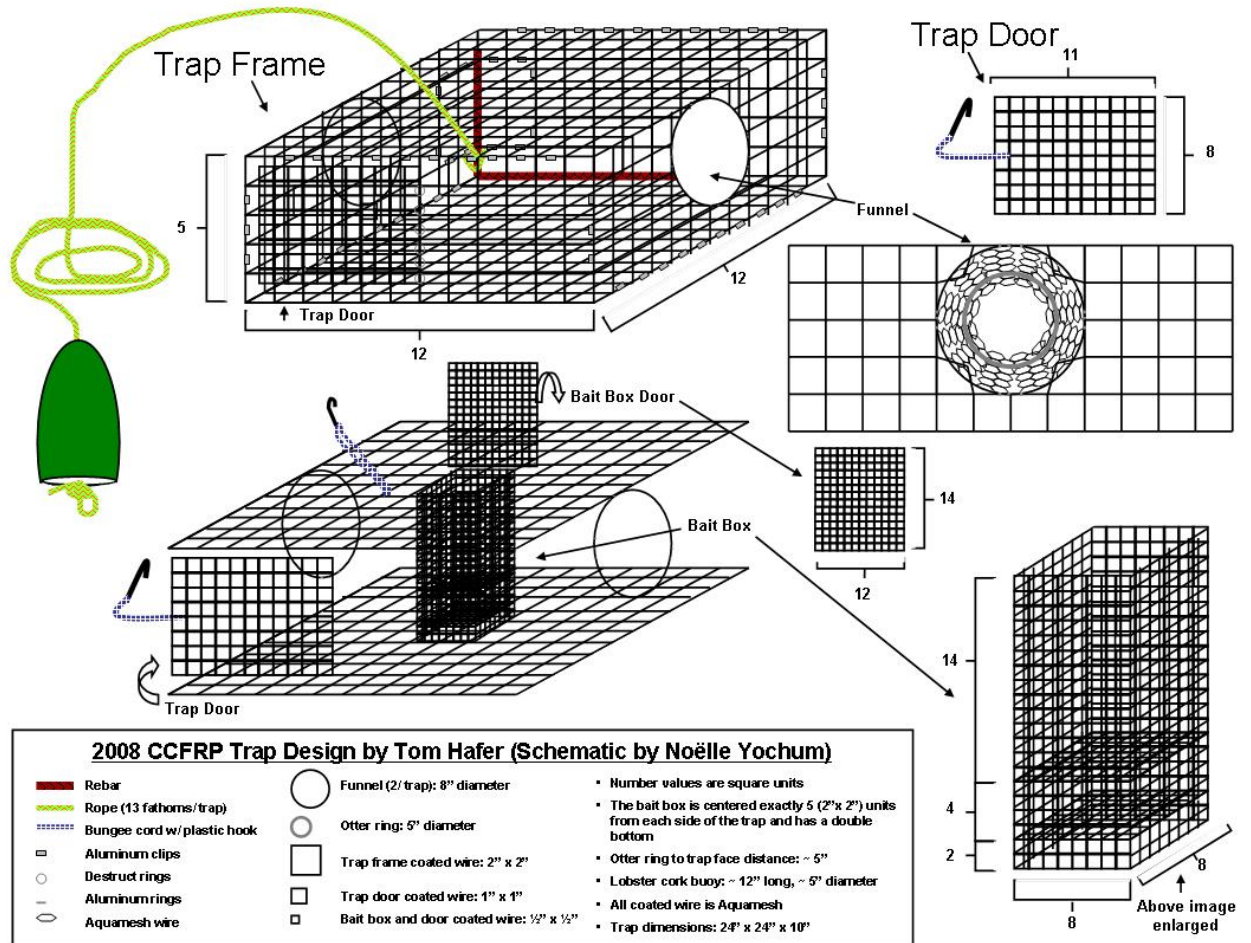 Trap Frame
Trap Door
11
8
5
Funnel
12
Trap Door
12
Bait Box Door
14
Bait Box
12
14
Trap Door
4
2
8
8
Above image
enlarged
2008 CCFRP Trap Design by Tom Hafer (Schematic by Noëlle Yochum)
Rebar
Rope (13 fathoms/trap)
Bungee cord w/ plastic hook
Aluminum clips
Destruct rings
Aluminum rings
Aquamesh wire
Funnel (2/ trap): 8” diameter
Otter ring: 5” diameter
Trap frame coated wire: 2” x 2”
Trap door coated wire: 1” x 1”
Bait box and door coated wire: ½” x ½”
▪ Number values are square units
▪ The bait box is centered exactly 5 (2”x 2”) units
from each side of the trap and has a double
bottom
▪ Otter ring to trap face distance: ~ 5”
▪ Lobster cork buoy: ~ 12” long, ~ 5” diameter
▪ All coated wire is Aquamesh
▪ Trap dimensions: 24” x 24” x 10”